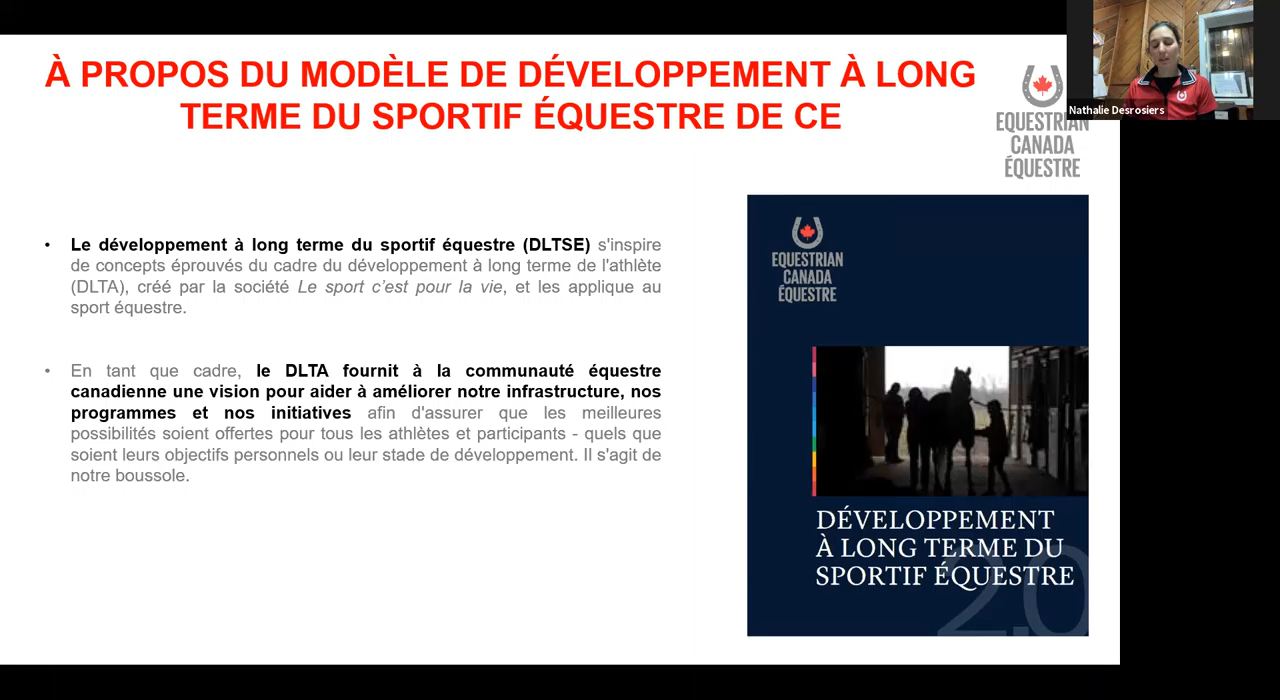 À PROPOS DU MODÈLE DE DÉVELOPPEMENT À LONG
TERME DU SPORTIF ÉQUESTRE DE CE
EQUESTRIAN
CANADA
ÉQUESTRE
Nathalie Desrosiers
• Le développement à long terme du sportif équestre (DLTSE) s'inspire
de concepts éprouvés du cadre du développement à long terme de l'athlète
(DLTA), créé par la société Le sport c’est pour la vie, et les applique au
sport équestre.
• En tant que cadre, le DLTA fournit à la communauté équestre
canadienne une vision pour aider à améliorer notre infrastructure, nos
programmes et nos initiatives afin d'assurer que les meilleures
possibilités soient offertes pour tous les athlètes et participants - quels que
soient leurs objectifs personnels ou leur stade de développement. Il s'agit de
notre boussole.
EQUESTRIAN
CANADA
ÉQUESTRE
DÉVELOPPEMENT
À LONG TERME DU
SPORTIF ÉQUESTRE
2.0